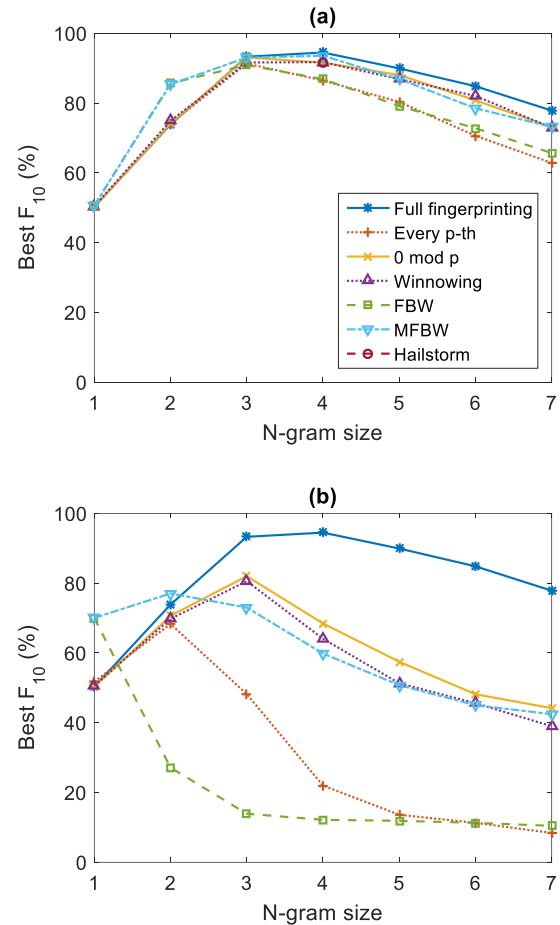 (a)
100
80
60
40
20
0
Best F10 (%)
Full fingerprinting
Every p-th
0 mod p
Winnowing
FBW
MFBW
Hailstorm
1 2 3 4 5 6 7
N-gram size
(b)
100
80
60
40
20
0
Best F10 (%)
1 2 3 4 5 6 7
N-gram size